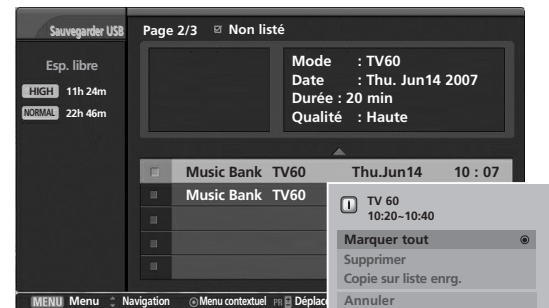 Sauvegarder USB
Page 2/3 Non listé
Esp. libre
HIGH 11h 24m
NORMAL 22h 46m
Mode : TV60
Date : Thu. Jun14 2007
Durée : 20 min
Qualité : Haute
Music Bank TV60 Thu.Jun14 10 : 07
Music Bank TV60
TV 60
10:20~10:40
Marquer tout
Supprimer
Copie sur liste enrg.
Annuler
MENU Menu Navigation Menu contextuel PR Déplace